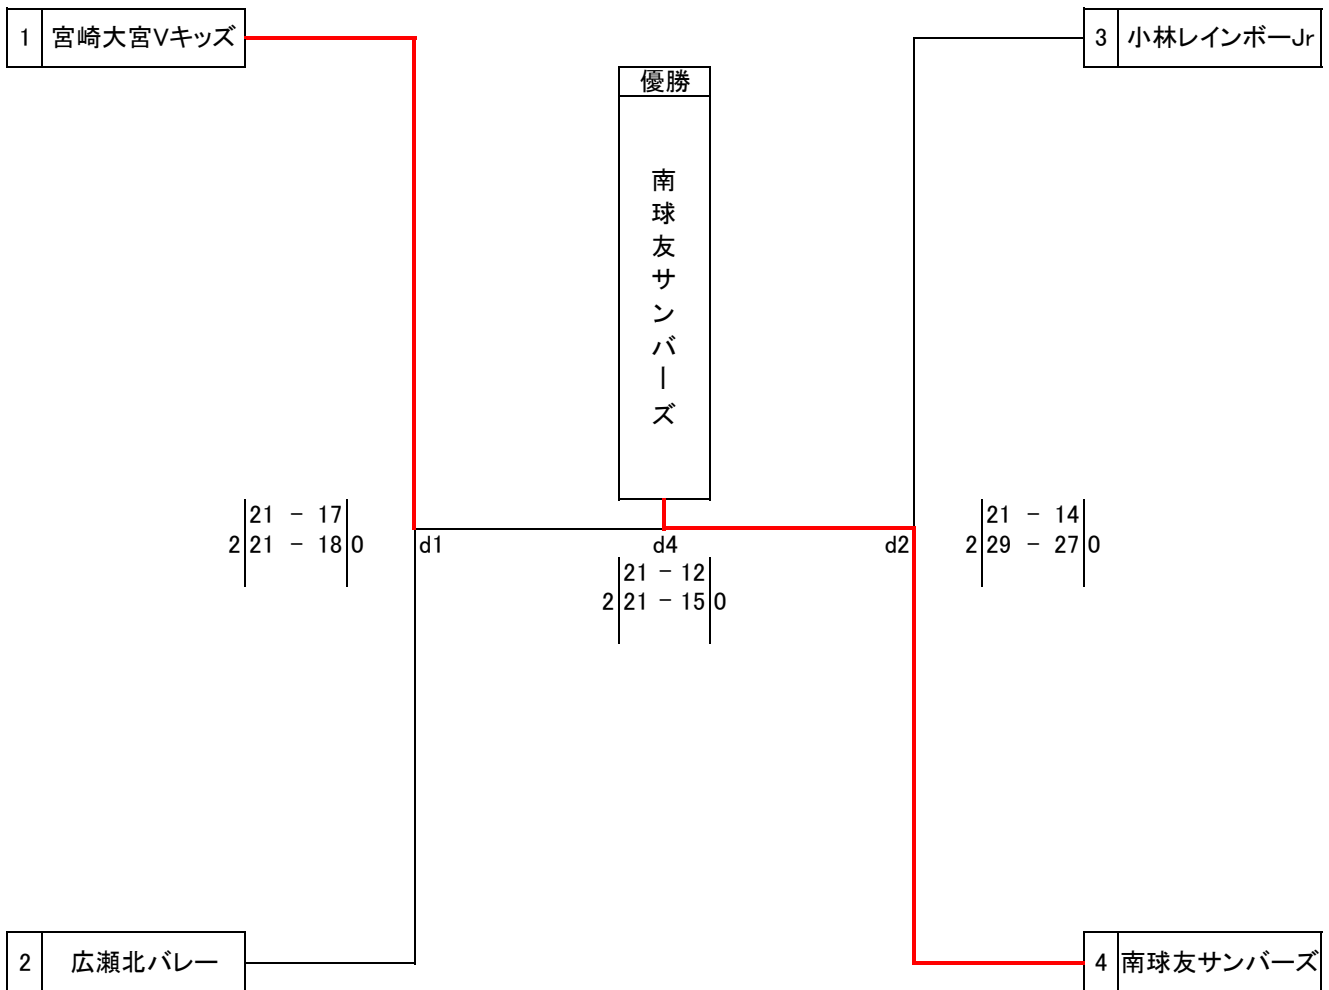 1 宮崎大宮Vキッズ
3 小林レインボーJr
優勝
南球友サンバーズ
21 - 17
2 21 - 18 0
d1
d4
d2
21 - 14
2 29 - 27 0
21 - 12
2 21 - 15 0
2 広瀬北バレー
4 南球友サンバーズ